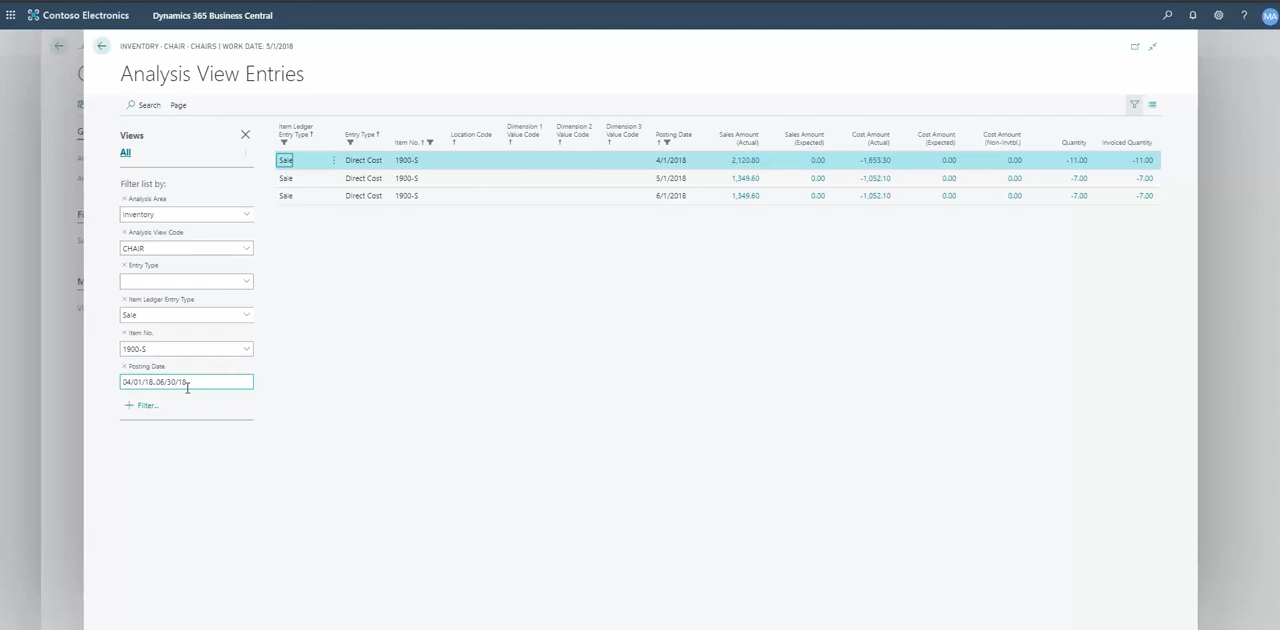 Contoso Electronics Dynamics 365 Business Central ? MA
INVENTORY · CHAIR · CHAIRS | WORK DATE: 5/1/2018
Analysis View Entries
Search Page
Views
All
Filter list by:
× Analysis Area
Inventory
× Analysis View Code
CHAIR
× Entry Type
× Item Ledger Entry Type
Sale
× Item No.
1900-S
× Posting Date
04/01/18..06/30/18
+ Filter...
Item Ledger Entry Type ↑ Entry Type ↑ Item No. ↑ Location Code ↑ Dimension 1 Value Code ↑ Dimension 2 Value Code ↑ Dimension 3 Value Code ↑ Posting Date ↑ Sales Amount (Actual) Sales Amount (Expected) Cost Amount (Actual) Cost Amount (Expected) Cost Amount (Non-Invtbl.) Quantity Invoiced Quantity
Sale Direct Cost 1900-S 4/1/2018 2,120.80 0.00 -1,653.30 0.00 0.00 -11.00 -11.00
Sale Direct Cost 1900-S 5/1/2018 1,349.60 0.00 -1,052.10 0.00 0.00 -7.00 -7.00
Sale Direct Cost 1900-S 6/1/2018 1,349.60 0.00 -1,052.10 0.00 0.00 -7.00 -7.00